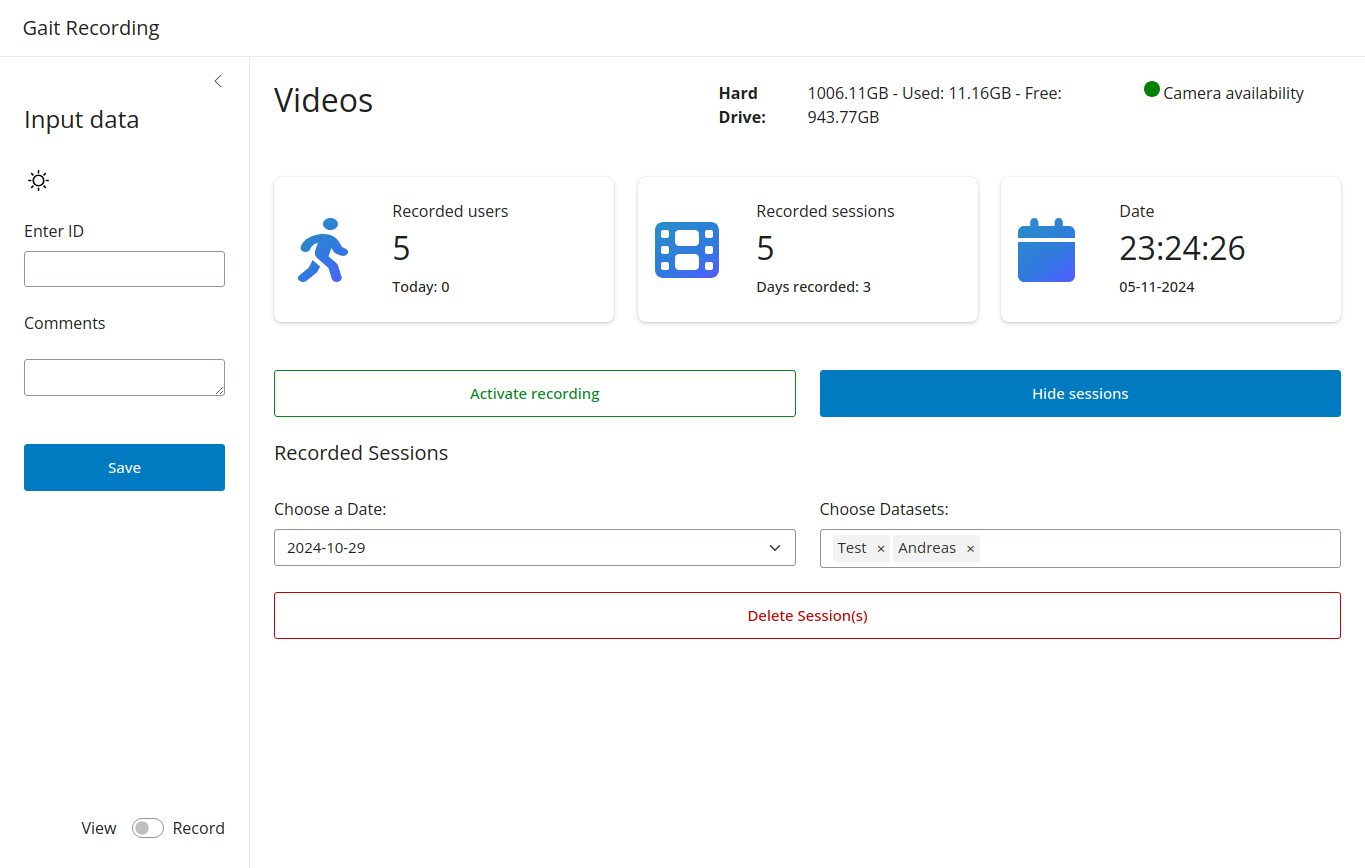 Gait Recording
Input data
Enter ID
Comments
Save
View
Record
Videos
Hard
Drive:
1006.11GB - Used: 11.16GB - Free:
943.77GB
Camera availability
Recorded users
5
Today: 0
Recorded sessions
5
Days recorded: 3
Date
23:24:26
05-11-2024
Activate recording
Hide sessions
Recorded Sessions
Choose a Date:
2024-10-29
Choose Datasets:
Test × Andreas ×
Delete Session(s)